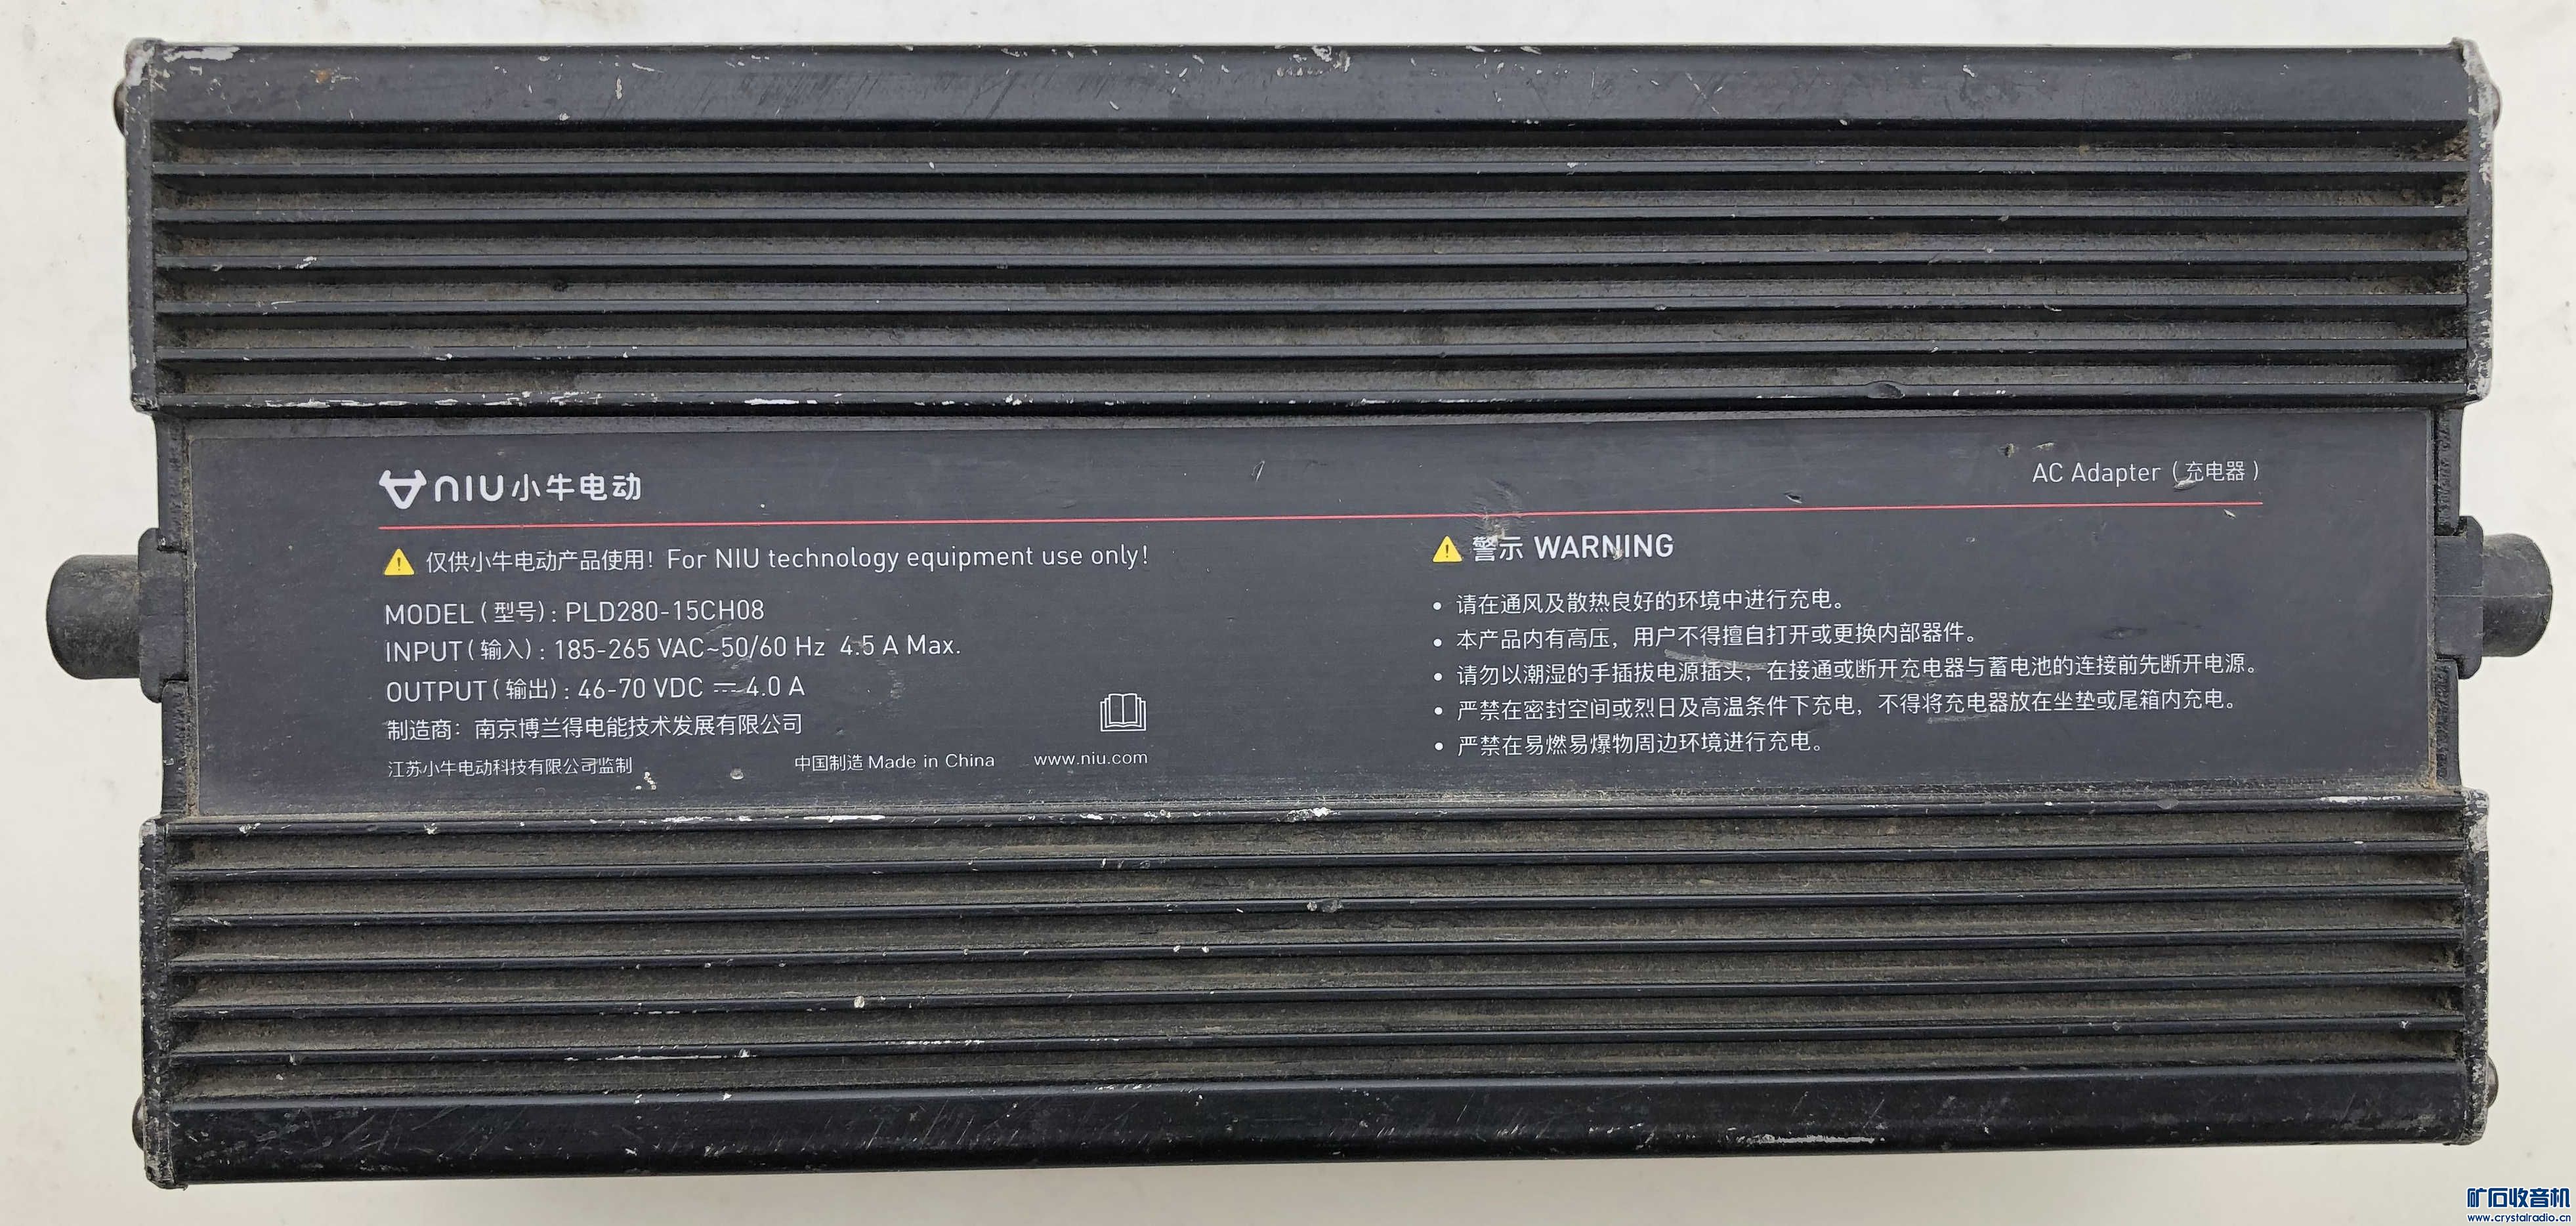 NIU小牛电动
AC Adapter（充电器）
仅供小牛电动产品使用! For NIU technology equipment use only!
MODEL(型号): PLD280-15CH08
INPUT(输入): 185-265 VAC~50/60 Hz 4.5 A Max.
OUTPUT(输出): 46-70 VDC ⎓ 4.0 A
制造商: 南京博兰得电能技术发展有限公司
江苏小牛电动科技有限公司监制 中国制造 Made in China www.niu.com
警示 WARNING
• 请在通风及散热良好的环境中进行充电。
• 本产品内有高压，用户不得擅自打开或更换内部器件。
• 请勿以潮湿的手插拔电源插头，在接通或断开充电器与蓄电池的连接前先断开电源。
• 严禁在密封空间或烈日及高温条件下充电，不得将充电器放在坐垫或尾箱内充电。
• 严禁在易燃易爆物周边环境进行充电。
矿石收音机
www.crystalradio.cn